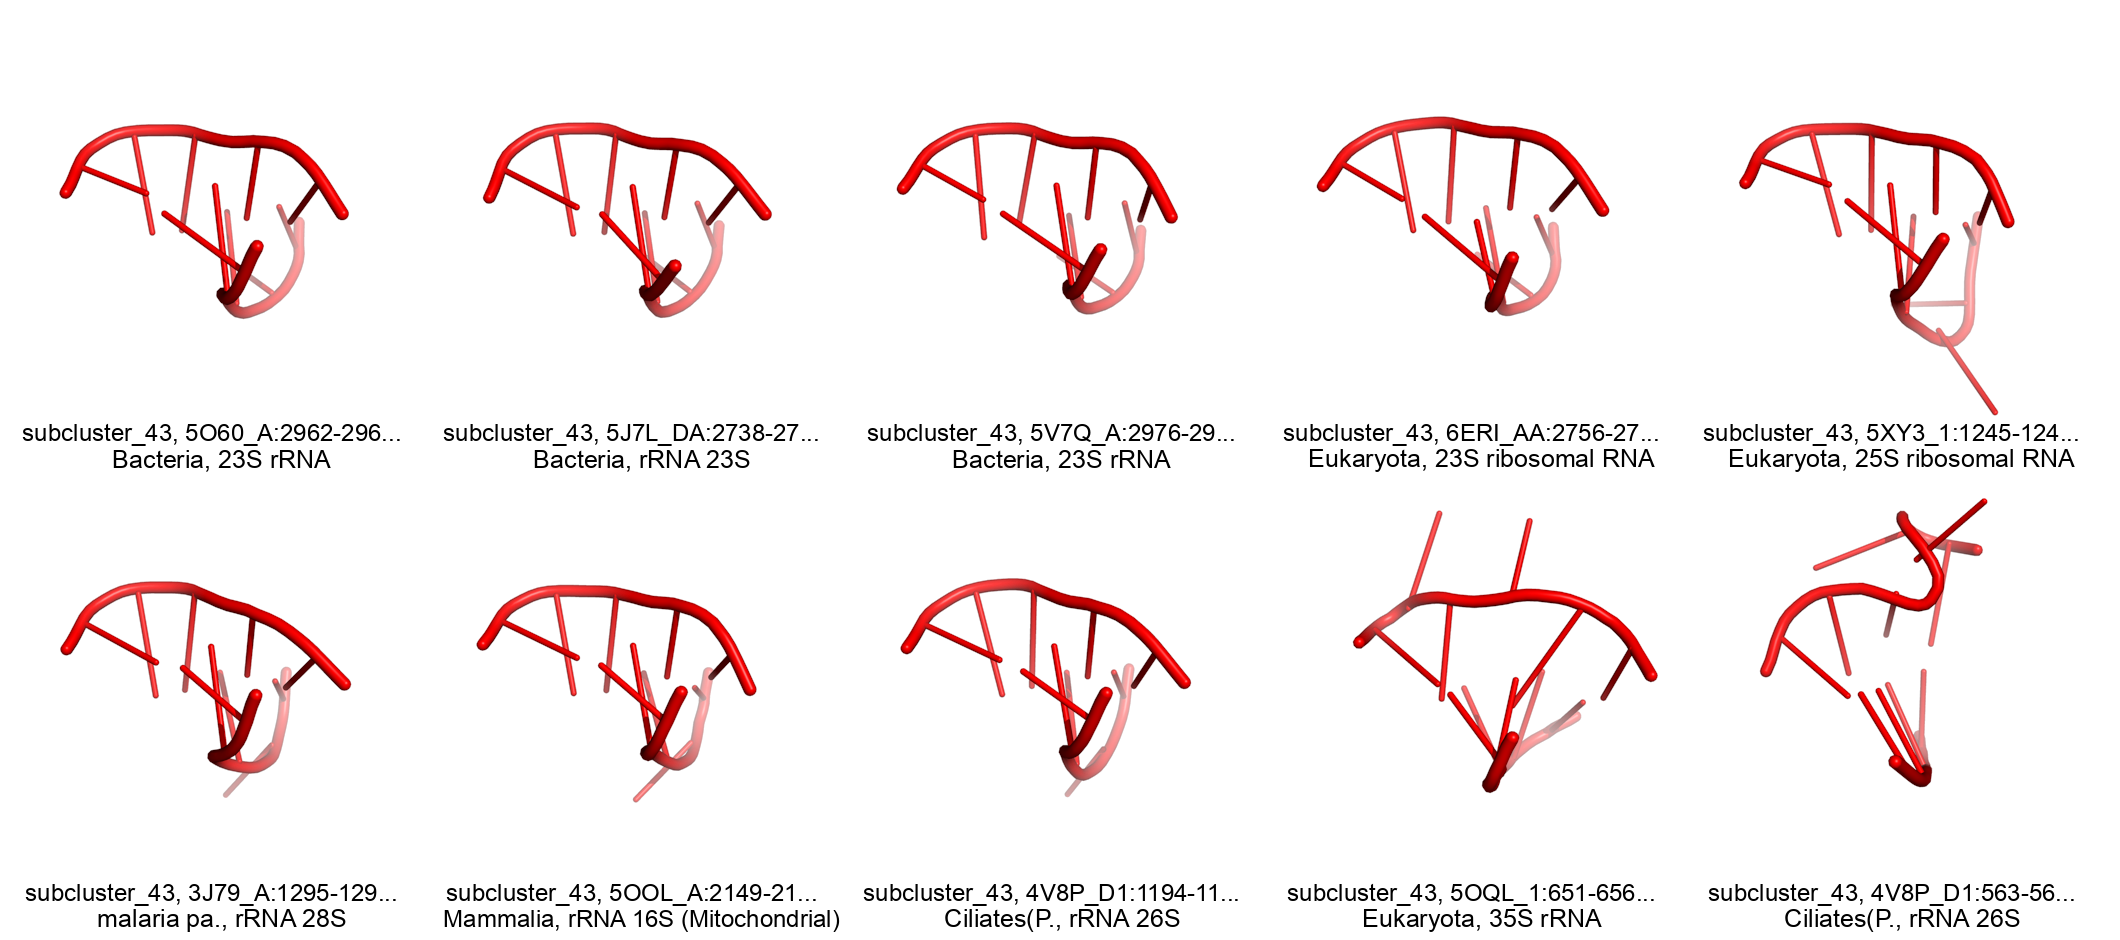 subcluster_43, 5O60_A:2962-296...
Bacteria, 23S rRNA
subcluster_43, 5J7L_DA:2738-27...
Bacteria, rRNA 23S
subcluster_43, 5V7Q_A:2976-29...
Bacteria, 23S rRNA
subcluster_43, 6ERI_AA:2756-27...
Eukaryota, 23S ribosomal RNA
subcluster_43, 5XY3_1:1245-124...
Eukaryota, 25S ribosomal RNA
subcluster_43, 3J79_A:1295-129...
malaria pa., rRNA 28S
subcluster_43, 5OOL_A:2149-21...
Mammalia, rRNA 16S (Mitochondrial)
subcluster_43, 4V8P_D1:1194-11...
Ciliates(P., rRNA 26S
subcluster_43, 5OQL_1:651-656...
Eukaryota, 35S rRNA
subcluster_43, 4V8P_D1:563-56...
Ciliates(P., rRNA 26S